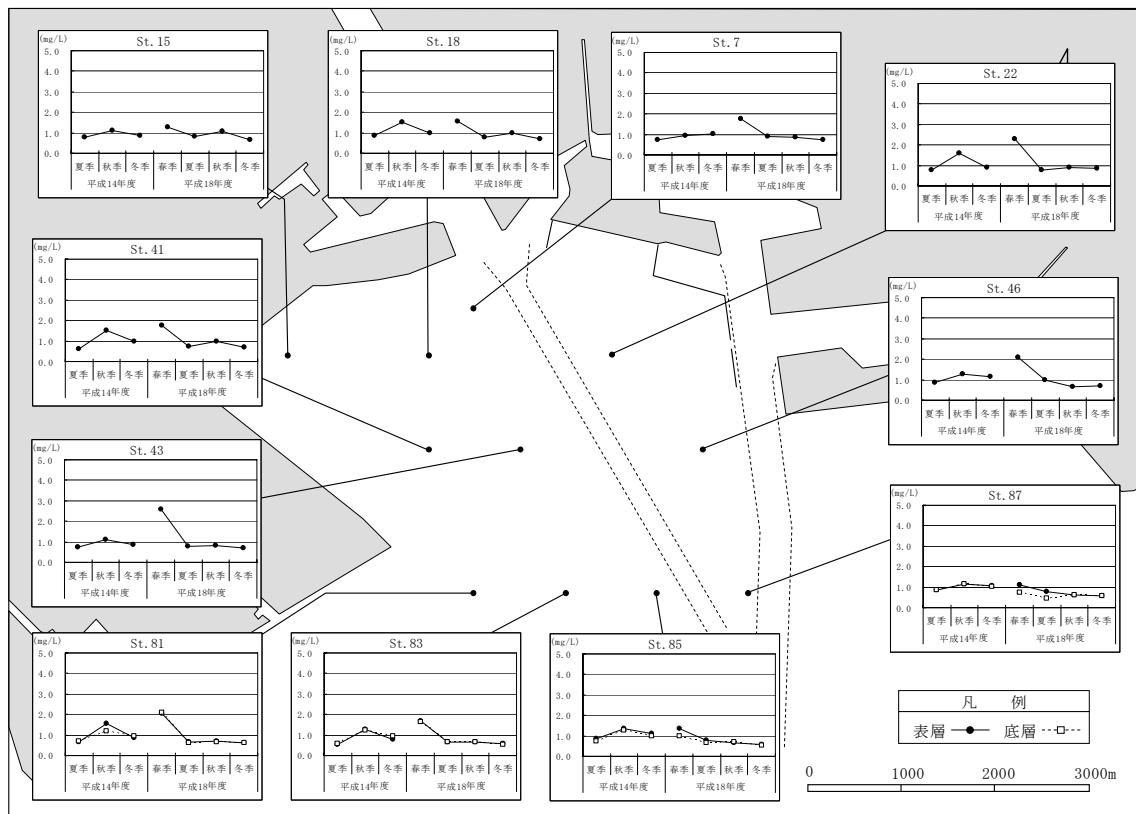 St.15
(mg/L)
5.0
4.0
3.0
2.0
1.0
0.0
夏季 秋季 冬季 春季 夏季 秋季 冬季
平成14年度 平成18年度
St.18
(mg/L)
5.0
4.0
3.0
2.0
1.0
0.0
夏季 秋季 冬季 春季 夏季 秋季 冬季
平成14年度 平成18年度
St.7
(mg/L)
5.0
4.0
3.0
2.0
1.0
0.0
夏季 秋季 冬季 春季 夏季 秋季 冬季
平成14年度 平成18年度
St.22
(mg/L)
5.0
4.0
3.0
2.0
1.0
0.0
夏季 秋季 冬季 春季 夏季 秋季 冬季
平成14年度 平成18年度
St.41
(mg/L)
5.0
4.0
3.0
2.0
1.0
0.0
夏季 秋季 冬季 春季 夏季 秋季 冬季
平成14年度 平成18年度
St.46
(mg/L)
5.0
4.0
3.0
2.0
1.0
0.0
夏季 秋季 冬季 春季 夏季 秋季 冬季
平成14年度 平成18年度
St.43
(mg/L)
5.0
4.0
3.0
2.0
1.0
0.0
夏季 秋季 冬季 春季 夏季 秋季 冬季
平成14年度 平成18年度
St.87
(mg/L)
5.0
4.0
3.0
2.0
1.0
0.0
夏季 秋季 冬季 春季 夏季 秋季 冬季
平成14年度 平成18年度
St.81
(mg/L)
5.0
4.0
3.0
2.0
1.0
0.0
夏季 秋季 冬季 春季 夏季 秋季 冬季
平成14年度 平成18年度
St.83
(mg/L)
5.0
4.0
3.0
2.0
1.0
0.0
夏季 秋季 冬季 春季 夏季 秋季 冬季
平成14年度 平成18年度
St.85
(mg/L)
5.0
4.0
3.0
2.0
1.0
0.0
夏季 秋季 冬季 春季 夏季 秋季 冬季
平成14年度 平成18年度
凡 例
表層 底層
0 1000 2000 3000m